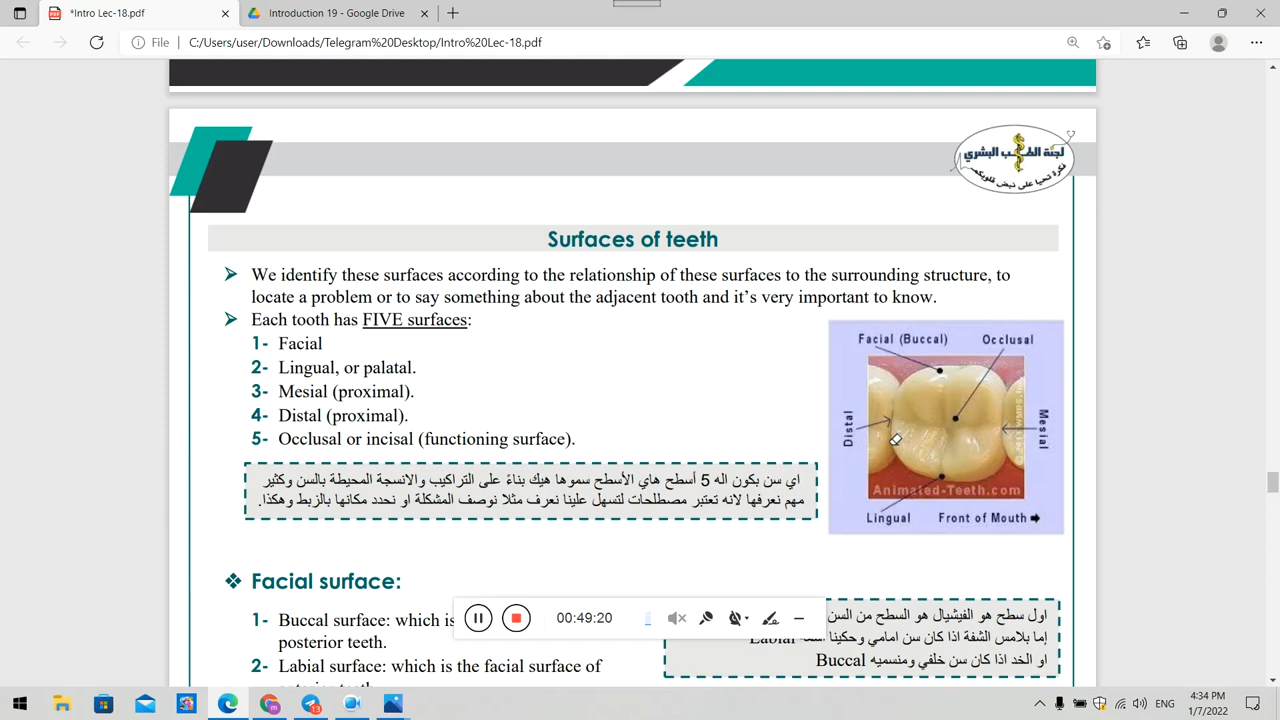 *Intro Lec-18.pdf
Introduction 19 - Google Drive
File
C:/Users/user/Downloads/Telegram%20Desktop/Intro%20Lec-18.pdf
لجنة الطب البشري
فكرة تحيا على نبض قلوبكم
Surfaces of teeth
➢ We identify these surfaces according to the relationship of these surfaces to the surrounding structure, to
locate a problem or to say something about the adjacent tooth and it's very important to know.
➢ Each tooth has FIVE surfaces:
1- Facial
2- Lingual, or palatal.
3- Mesial (proximal).
4- Distal (proximal).
5- Occlusal or incisal (functioning surface).
Facial (Buccal)
Occlusal
Distal
Mesial
Animated-Teeth.com
Lingual
Front of Mouth
اي سن بكون اله 5 أسطح هاي الأسطح سموها هيك بناءً على التراكيب والانسجة المحيطة بالسن وكثير
مهم نعرفها لانه تعتبر مصطلحات لتسهل علينا نعرف مثلا نوصف المشكلة او نحدد مكانها بالزبط وهكذا.
❖ Facial surface:
1- Buccal surface: which is
posterior teeth.
2- Labial surface: which is the facial surface of
اول سطح هو الفيشيال هو السطح من السن
إما بلامس الشفة اذا كان سن امامي وحكينا
Labial
او الخد اذا كان سن خلفي ومنسميه Buccal
00:49:20
13
ENG
4:34 PM
1/7/2022